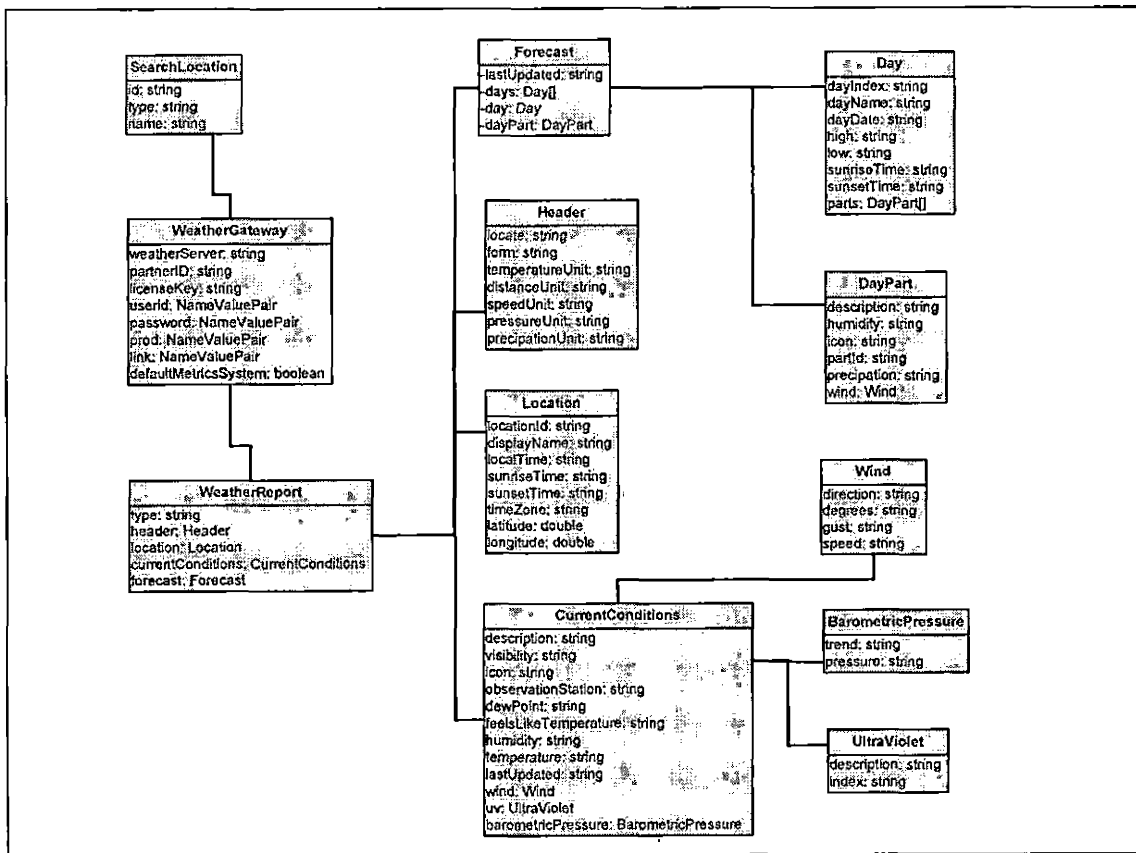 SearchLocation
id: string
type: string
name: string
WeatherGateway
weatherServer: string
partnerID: string
licenseKey: string
userId: NameValuePair
password: NameValuePair
prod: NameValuePair
link: NameValuePair
defaultMetricsSystem: boolean
WeatherReport
type: string
header: Header
location: Location
currentConditions: CurrentConditions
forecast: Forecast
Forecast
-lastUpdated: string
-days: Day[]
-day: Day
-dayPart: DayPart
Header
locate: string
form: string
temperatureUnit: string
distanceUnit: string
speedUnit: string
pressureUnit: string
precipationUnit: string
Location
locationId: string
displayName: string
localTime: string
sunriseTime: string
sunsetTime: string
timeZone: string
latitude: double
longitude: double
CurrentConditions
description: string
visibility: string
icon: string
observationStation: string
dewPoint: string
feelsLikeTemperature: string
humidity: string
temperature: string
lastUpdated: string
wind: Wind
uv: UltraViolet
barometricPressure: BarometricPressure
Day
dayIndex: string
dayName: string
dayDate: string
high: string
low: string
sunriseTime: string
sunsetTime: string
parts: DayPart[]
DayPart
description: string
humidity: string
icon: string
partId: string
precipation: string
wind: Wind
Wind
direction: string
degrees: string
gust: string
speed: string
BarometricPressure
trend: string
pressure: string
UltraViolet
description: string
index: string